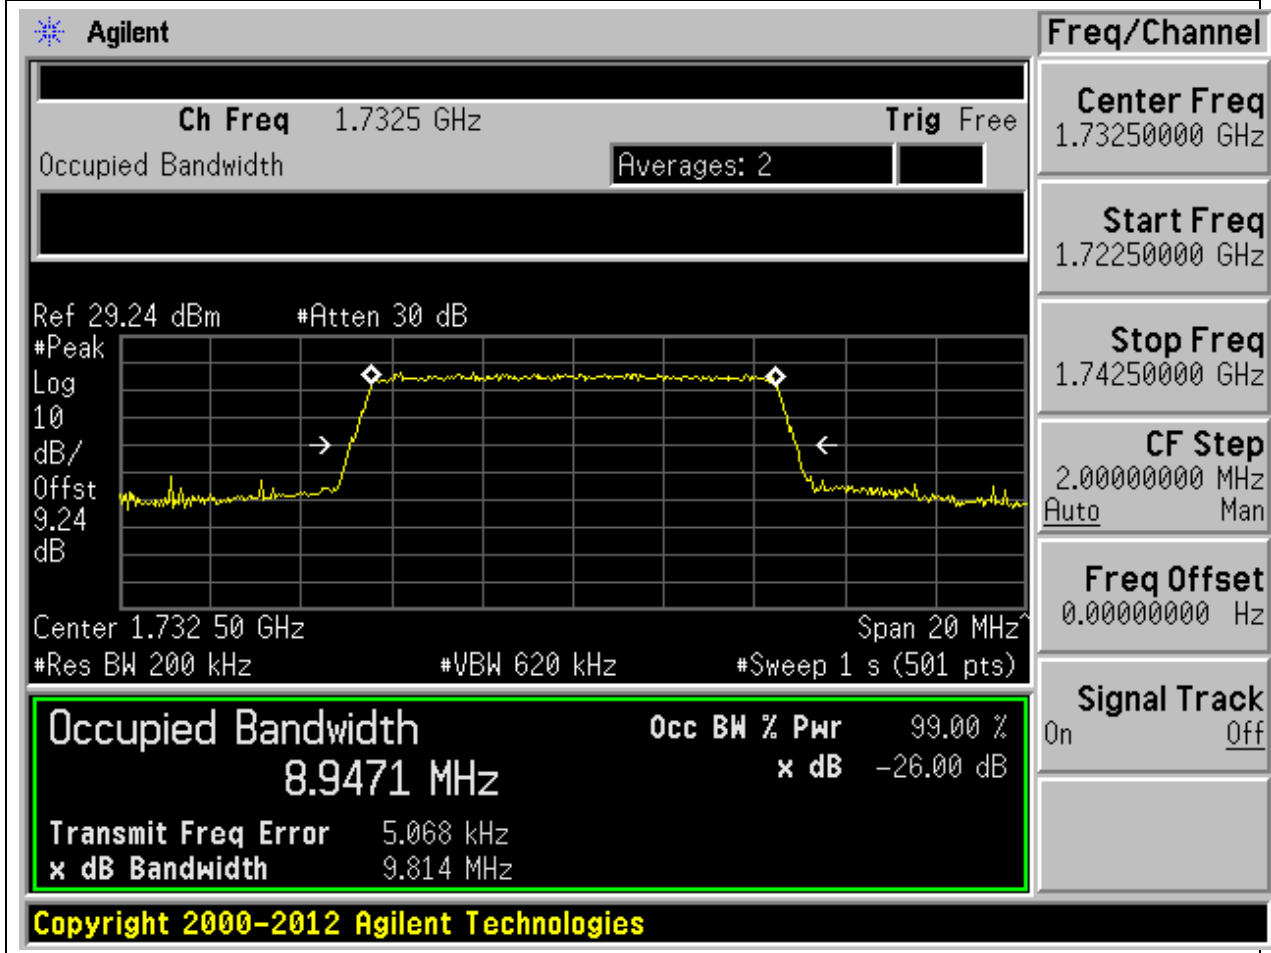 Agilent
Freq/Channel
Ch Freq 1.7325 GHz Trig Free
Occupied Bandwidth Averages: 2
Center Freq
1.73250000 GHz
Start Freq
1.72250000 GHz
Stop Freq
1.74250000 GHz
CF Step
2.00000000 MHz
Auto Man
Freq Offset
0.00000000 Hz
Signal Track
On Off
Ref 29.24 dBm #Atten 30 dB
#Peak
Log
10
dB/
Offst
9.24
dB
Center 1.732 50 GHz Span 20 MHz^
#Res BW 200 kHz #VBW 620 kHz #Sweep 1 s (501 pts)
Occupied Bandwidth Occ BW % Pwr 99.00 %
8.9471 MHz x dB -26.00 dB
Transmit Freq Error 5.068 kHz
x dB Bandwidth 9.814 MHz
Copyright 2000-2012 Agilent Technologies